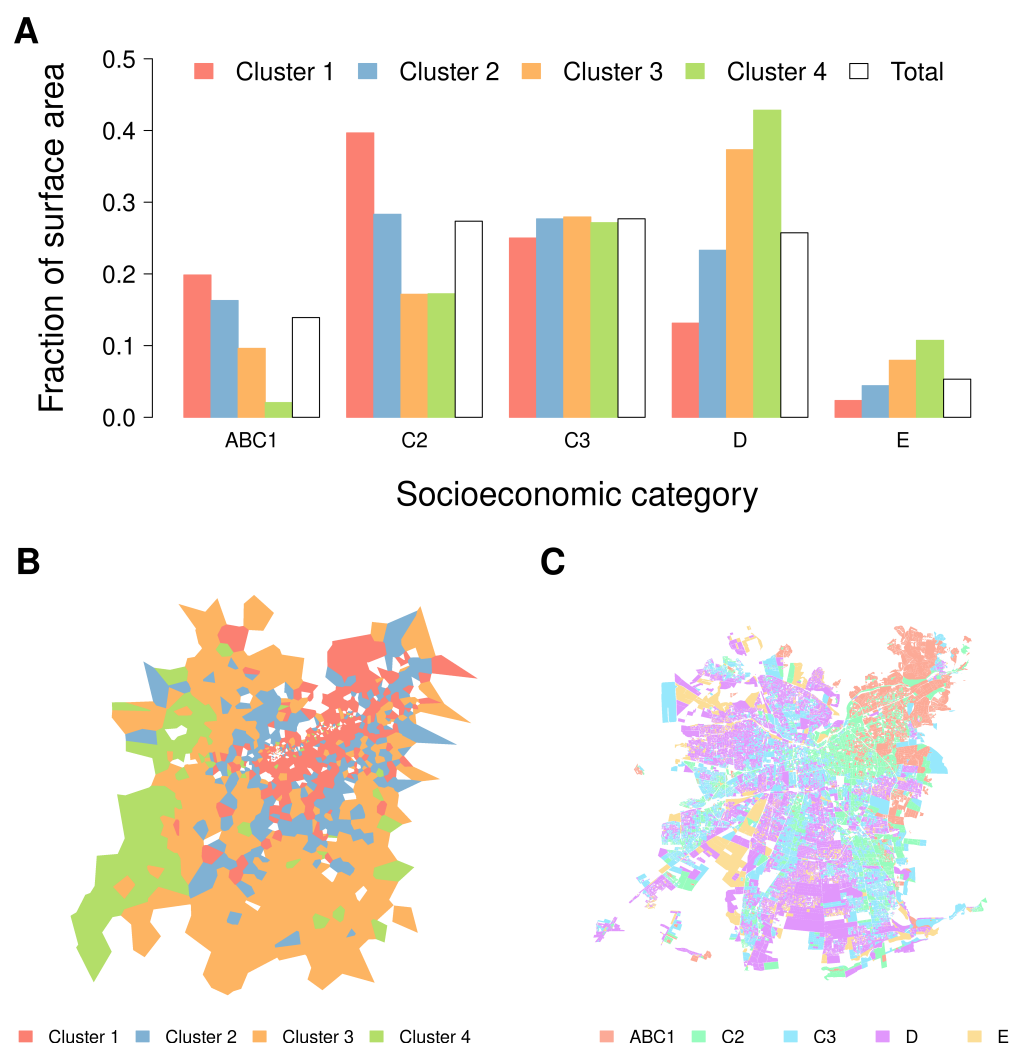 A
Cluster 1 Cluster 2 Cluster 3 Cluster 4 Total
Fraction of surface area
0.5
0.4
0.3
0.2
0.1
0.0
ABC1 C2 C3 D E
Socioeconomic category
B
C
Cluster 1 Cluster 2 Cluster 3 Cluster 4
ABC1 C2 C3 D E